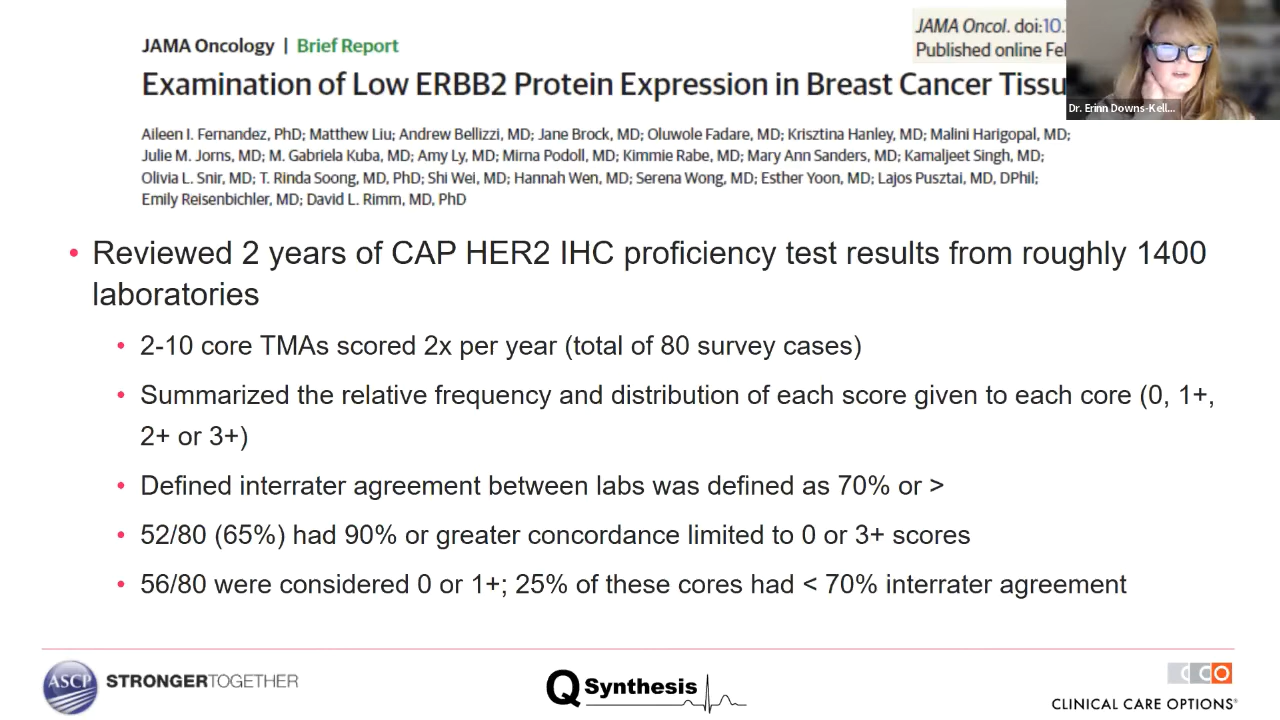 JAMA Oncology | Brief Report
JAMA Oncol. doi:10.
Published online Fe
Examination of Low ERBB2 Protein Expression in Breast Cancer Tissu
Aileen I. Fernandez, PhD; Matthew Liu; Andrew Bellizzi, MD; Jane Brock, MD; Oluwole Fadare, MD; Krisztina Hanley, MD; Malini Harigopal, MD;
Julie M. Jorns, MD; M. Gabriela Kuba, MD; Amy Ly, MD; Mirna Podoll, MD; Kimmie Rabe, MD; Mary Ann Sanders, MD; Kamaljeet Singh, MD;
Olivia L. Snir, MD; T. Rinda Soong, MD, PhD; Shi Wei, MD; Hannah Wen, MD; Serena Wong, MD; Esther Yoon, MD; Lajos Pusztai, MD, DPhil;
Emily Reisenbichler, MD; David L. Rimm, MD, PhD
Dr. Erinn Downs-Kell...
• Reviewed 2 years of CAP HER2 IHC proficiency test results from roughly 1400
laboratories
• 2-10 core TMAs scored 2x per year (total of 80 survey cases)
• Summarized the relative frequency and distribution of each score given to each core (0, 1+,
2+ or 3+)
• Defined interrater agreement between labs was defined as 70% or >
• 52/80 (65%) had 90% or greater concordance limited to 0 or 3+ scores
• 56/80 were considered 0 or 1+; 25% of these cores had < 70% interrater agreement
ASCP STRONGERTOGETHER
Q Synthesis
CCO
CLINICAL CARE OPTIONS®